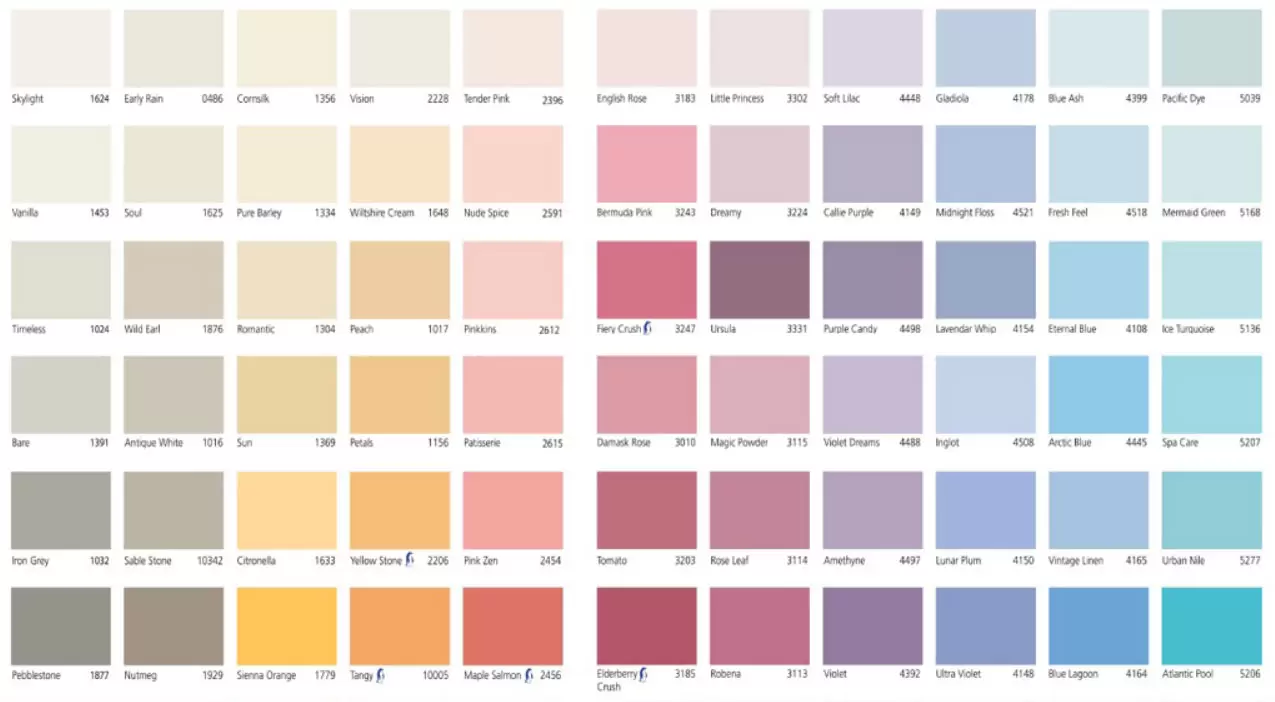 Skylight 1624 Early Rain 0486 Cornsilk 1356 Vision 2228 Tender Pink 2396 English Rose 3183 Little Princess 3302 Soft Lilac 4448 Gladiola 4178 Blue Ash 4399 Pacific Dye 5039
Vanilla 1453 Soul 1625 Pure Barley 1334 Wiltshire Cream 1648 Nude Spice 2591 Bermuda Pink 3243 Dreamy 3224 Callie Purple 4149 Midnight Floss 4521 Fresh Feel 4518 Mermaid Green 5168
Timeless 1024 Wild Earl 1876 Romantic 1304 Peach 1017 Pinkkins 2612 Fiery Crush 3247 Ursula 3331 Purple Candy 4498 Lavendar Whip 4154 Eternal Blue 4108 Ice Turquoise 5136
Bare 1391 Antique White 1016 Sun 1369 Petals 1156 Patisserie 2615 Damask Rose 3010 Magic Powder 3115 Violet Dreams 4488 Inglot 4508 Arctic Blue 4445 Spa Care 5207
Iron Grey 1032 Sable Stone 10342 Citronella 1633 Yellow Stone 2206 Pink Zen 2454 Tomato 3203 Rose Leaf 3114 Amethyne 4497 Lunar Plum 4150 Vintage Linen 4165 Urban Nile 5277
Pebblestone 1877 Nutmeg 1929 Sienna Orange 1779 Tangy 10005 Maple Salmon 2456 Elderberry 3185 Robena 3113 Violet 4392 Ultra Violet 4148 Blue Lagoon 4164 Atlantic Pool 5206
Crush